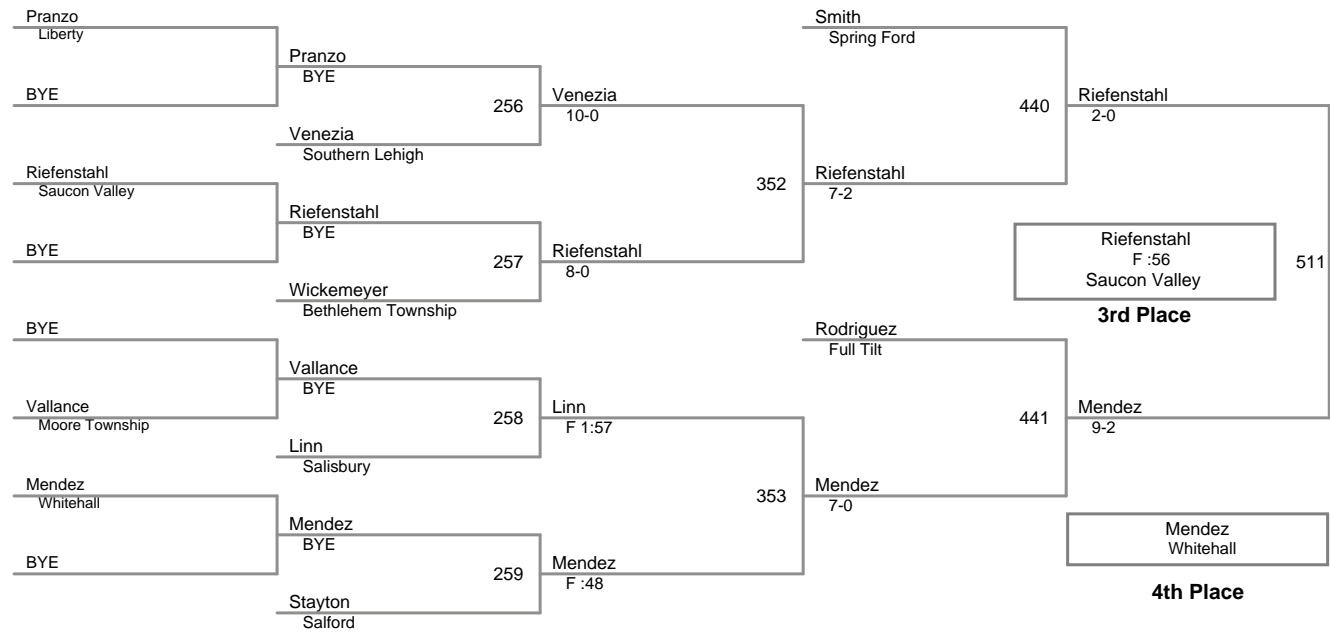 Pranzo
Liberty
BYE
Riefenstahl
Saucon Valley
BYE
BYE
Vallance
Moore Township
Mendez
Whitehall
BYE
Pranzo
BYE
Venezia
Southern Lehigh
Riefenstahl
BYE
Wickemeyer
Bethlehem Township
Vallance
BYE
Linn
Salisbury
Mendez
BYE
Stayton
Salford
256
257
258
259
Venezia
10-0
Riefenstahl
8-0
Linn
F 1:57
Mendez
F :48
352
353
Smith
Spring Ford
Riefenstahl
7-2
Rodriguez
Full Tilt
Mendez
7-0
440
441
Riefenstahl
2-0
Mendez
9-2
511
Riefenstahl
F :56
Saucon Valley
3rd Place
Mendez
Whitehall
4th Place